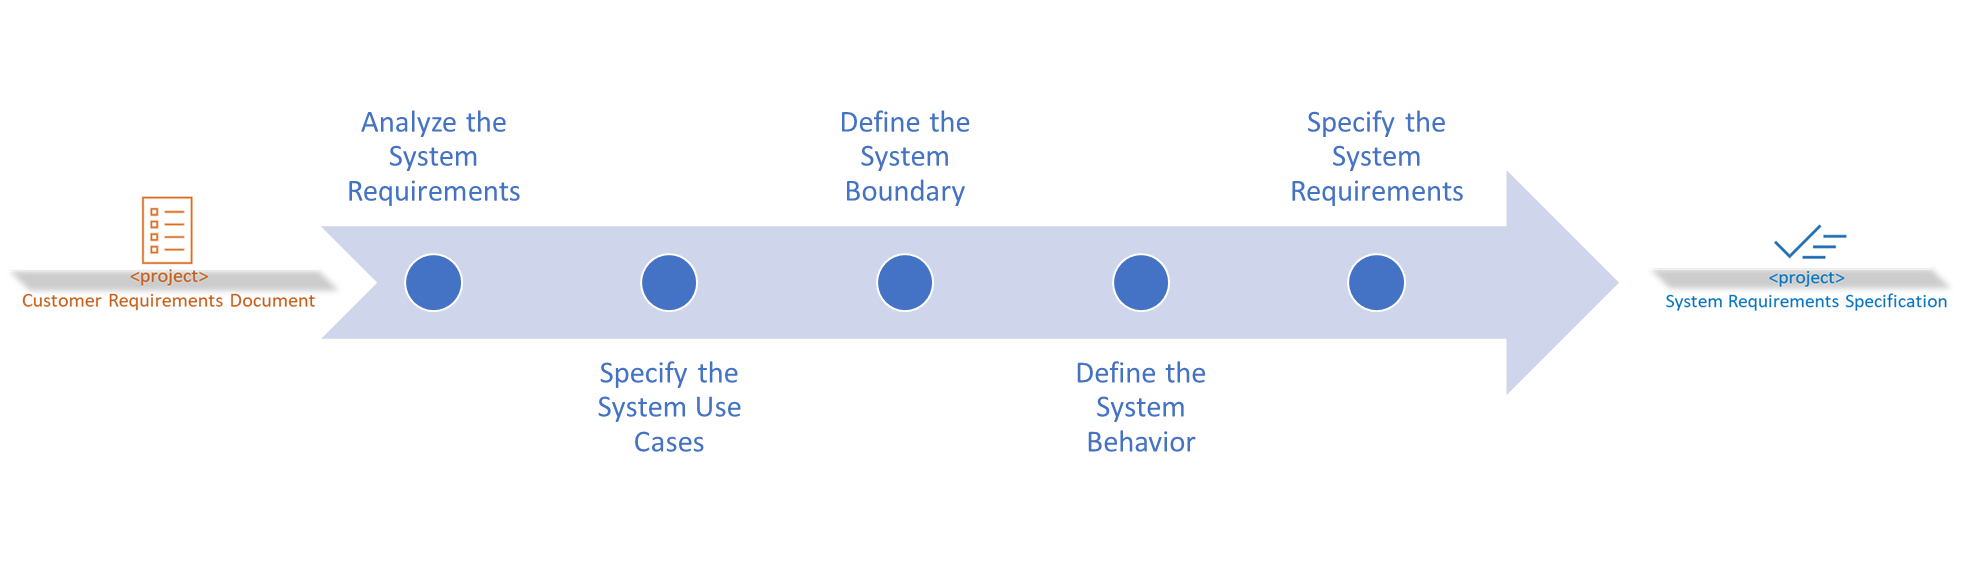 <project>
Customer Requirements Document
Analyze the
System
Requirements
Specify the
System Use
Cases
Define the
System
Boundary
Define the
System
Behavior
Specify the
System
Requirements
<project>
System Requirements Specification